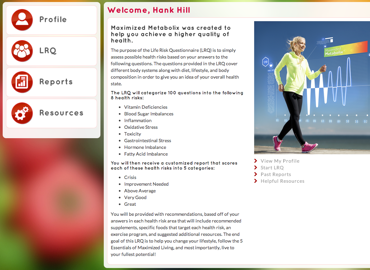 Profile
LRQ
Reports
Resources
Welcome, Hank Hill
Maximized Metabolix was created to
help you achieve a higher quality of
health.
The purpose of the Life Risk Questionnaire (LRQ) is to simply
assess possible health risks based on your answers to the
following questions. The questions provided in the LRQ cover
different body systems along with diet, lifestyle, and body
composition in order to give you an idea of your overall health
state.
The LRQ will categorize 100 questions into the following
8 health risks:
• Vitamin Deficiencies
• Blood Sugar Imbalances
• Inflammation
• Oxidative Stress
• Toxicity
• Gastrointestinal Stress
• Hormone Imbalance
• Fatty Acid Imbalance
You will then receive a customized report that scores
each of these health risks into 5 categories:
• Crisis
• Improvement Needed
• Above Average
• Very Good
• Great
You will be provided with recommendations, based off of your
answers in each health risk area that will include recommended
supplements, specific foods that target each health risk, an
exercise program, and suggested additional resources. The end
goal of this LRQ is to help you change your lifestyle, follow the 5
Essentials of Maximized Living, and most importantly, live to
your fullest potential!
View My Profile
Start LRQ
Past Reports
Helpful Resources